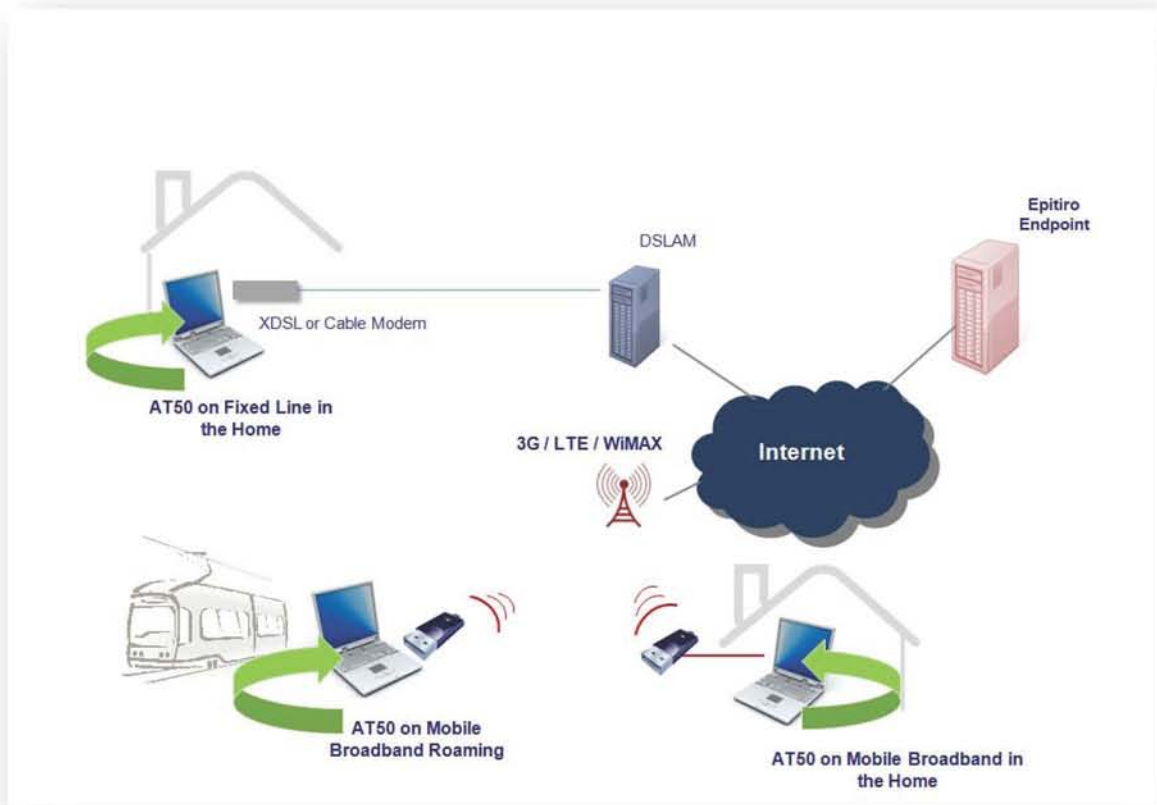 Epitiro
Endpoint
DSLAM
XDSL or Cable Modem
AT50 on Fixed Line in
the Home
3G / LTE / WiMAX
Internet
AT50 on Mobile
Broadband Roaming
AT50 on Mobile Broadband in
the Home